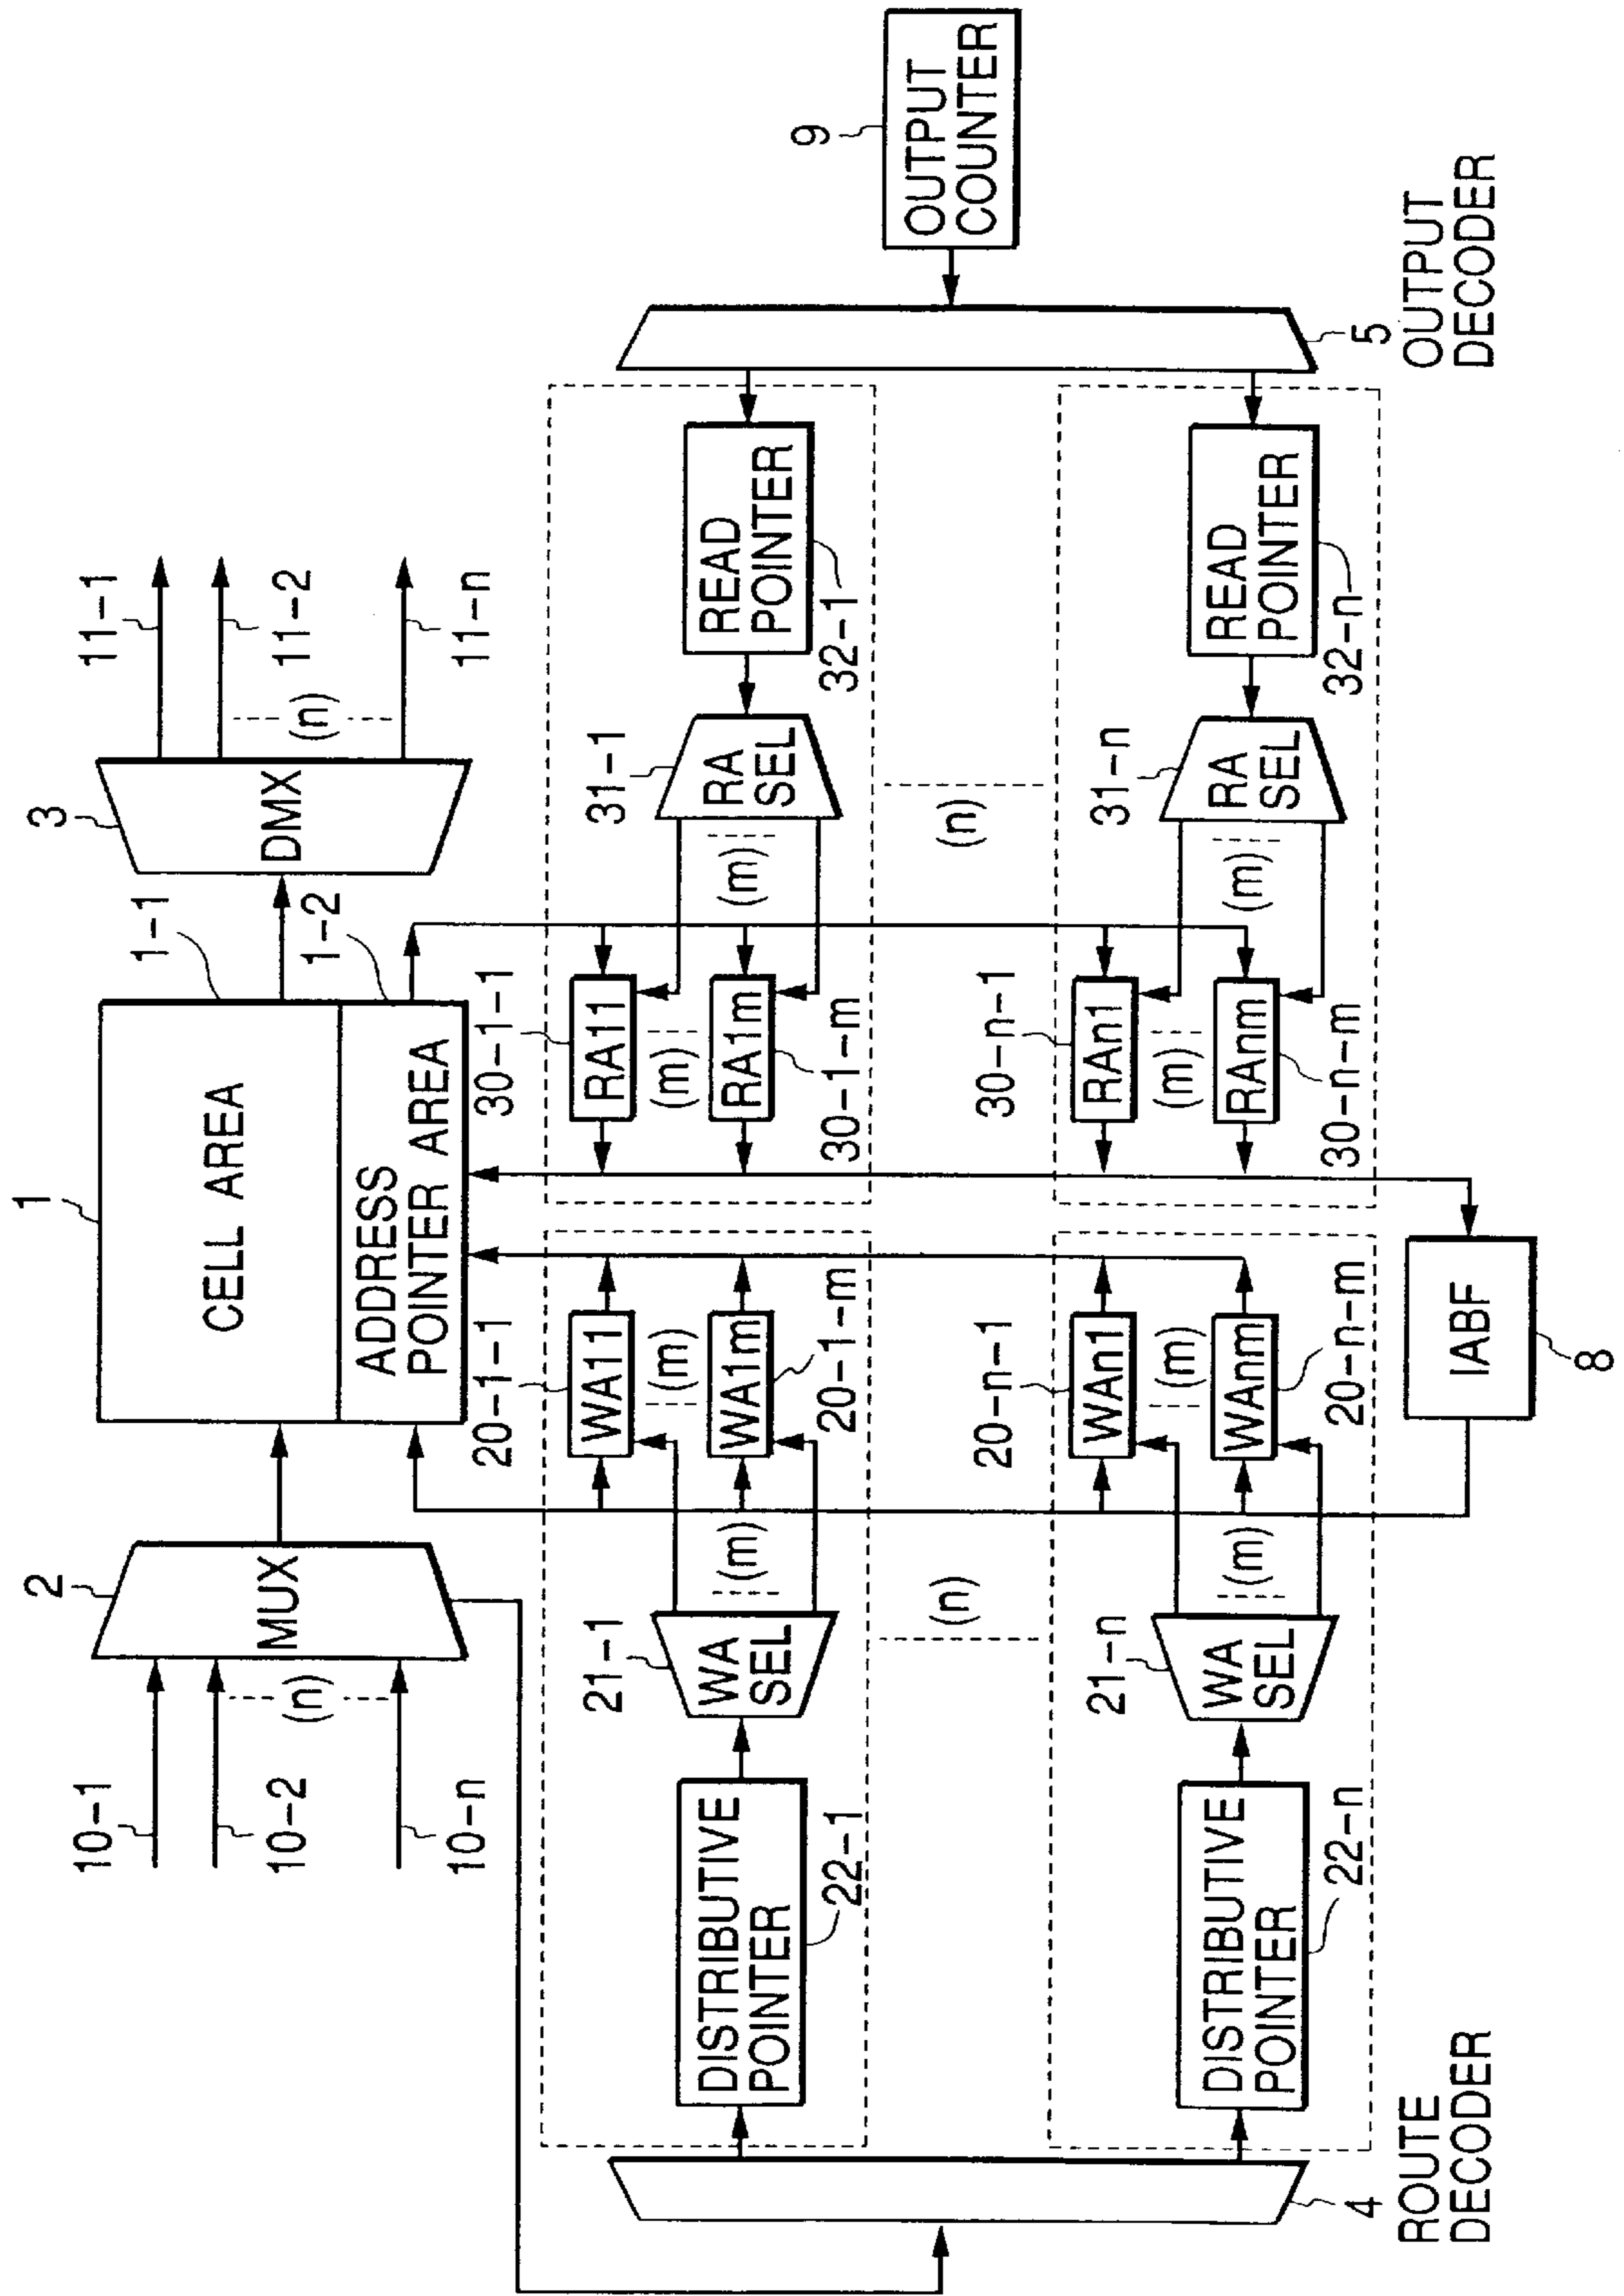 1
2
3
10-1
10-2
(n)
10-n
MUX
CELL AREA
ADDRESS
POINTER AREA
1-1
1-2
DMX
11-1
11-2
(n)
11-n
20-1-1
WA11
(m)
WA1m
20-1-m
30-1-1
RA11
(m)
RA1m
30-1-m
DISTRIBUTIVE
POINTER
22-1
21-1
WA
SEL
(m)
31-1
RA
SEL
(m)
READ
POINTER
32-1
9
OUTPUT
COUNTER
(n)
(n)
20-n-1
WAn1
(m)
WAnm
20-n-m
30-n-1
RAn1
(m)
RAnm
30-n-m
DISTRIBUTIVE
POINTER
22-n
21-n
WA
SEL
(m)
31-n
RA
SEL
(m)
READ
POINTER
32-n
4
ROUTE
DECODER
IABF
8
5
OUTPUT
DECODER